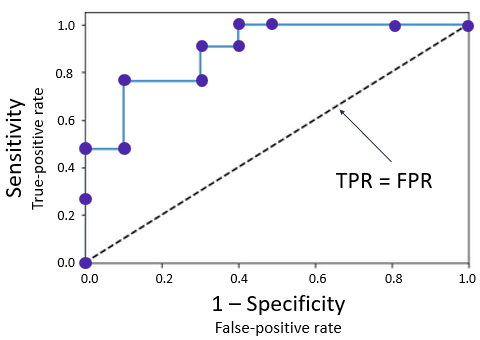 Sensitivity
True-positive rate
1.0
0.8
0.6
0.4
0.2
0.0
TPR = FPR
0.0 0.2 0.4 0.6 0.8 1.0
1 – Specificity
False-positive rate